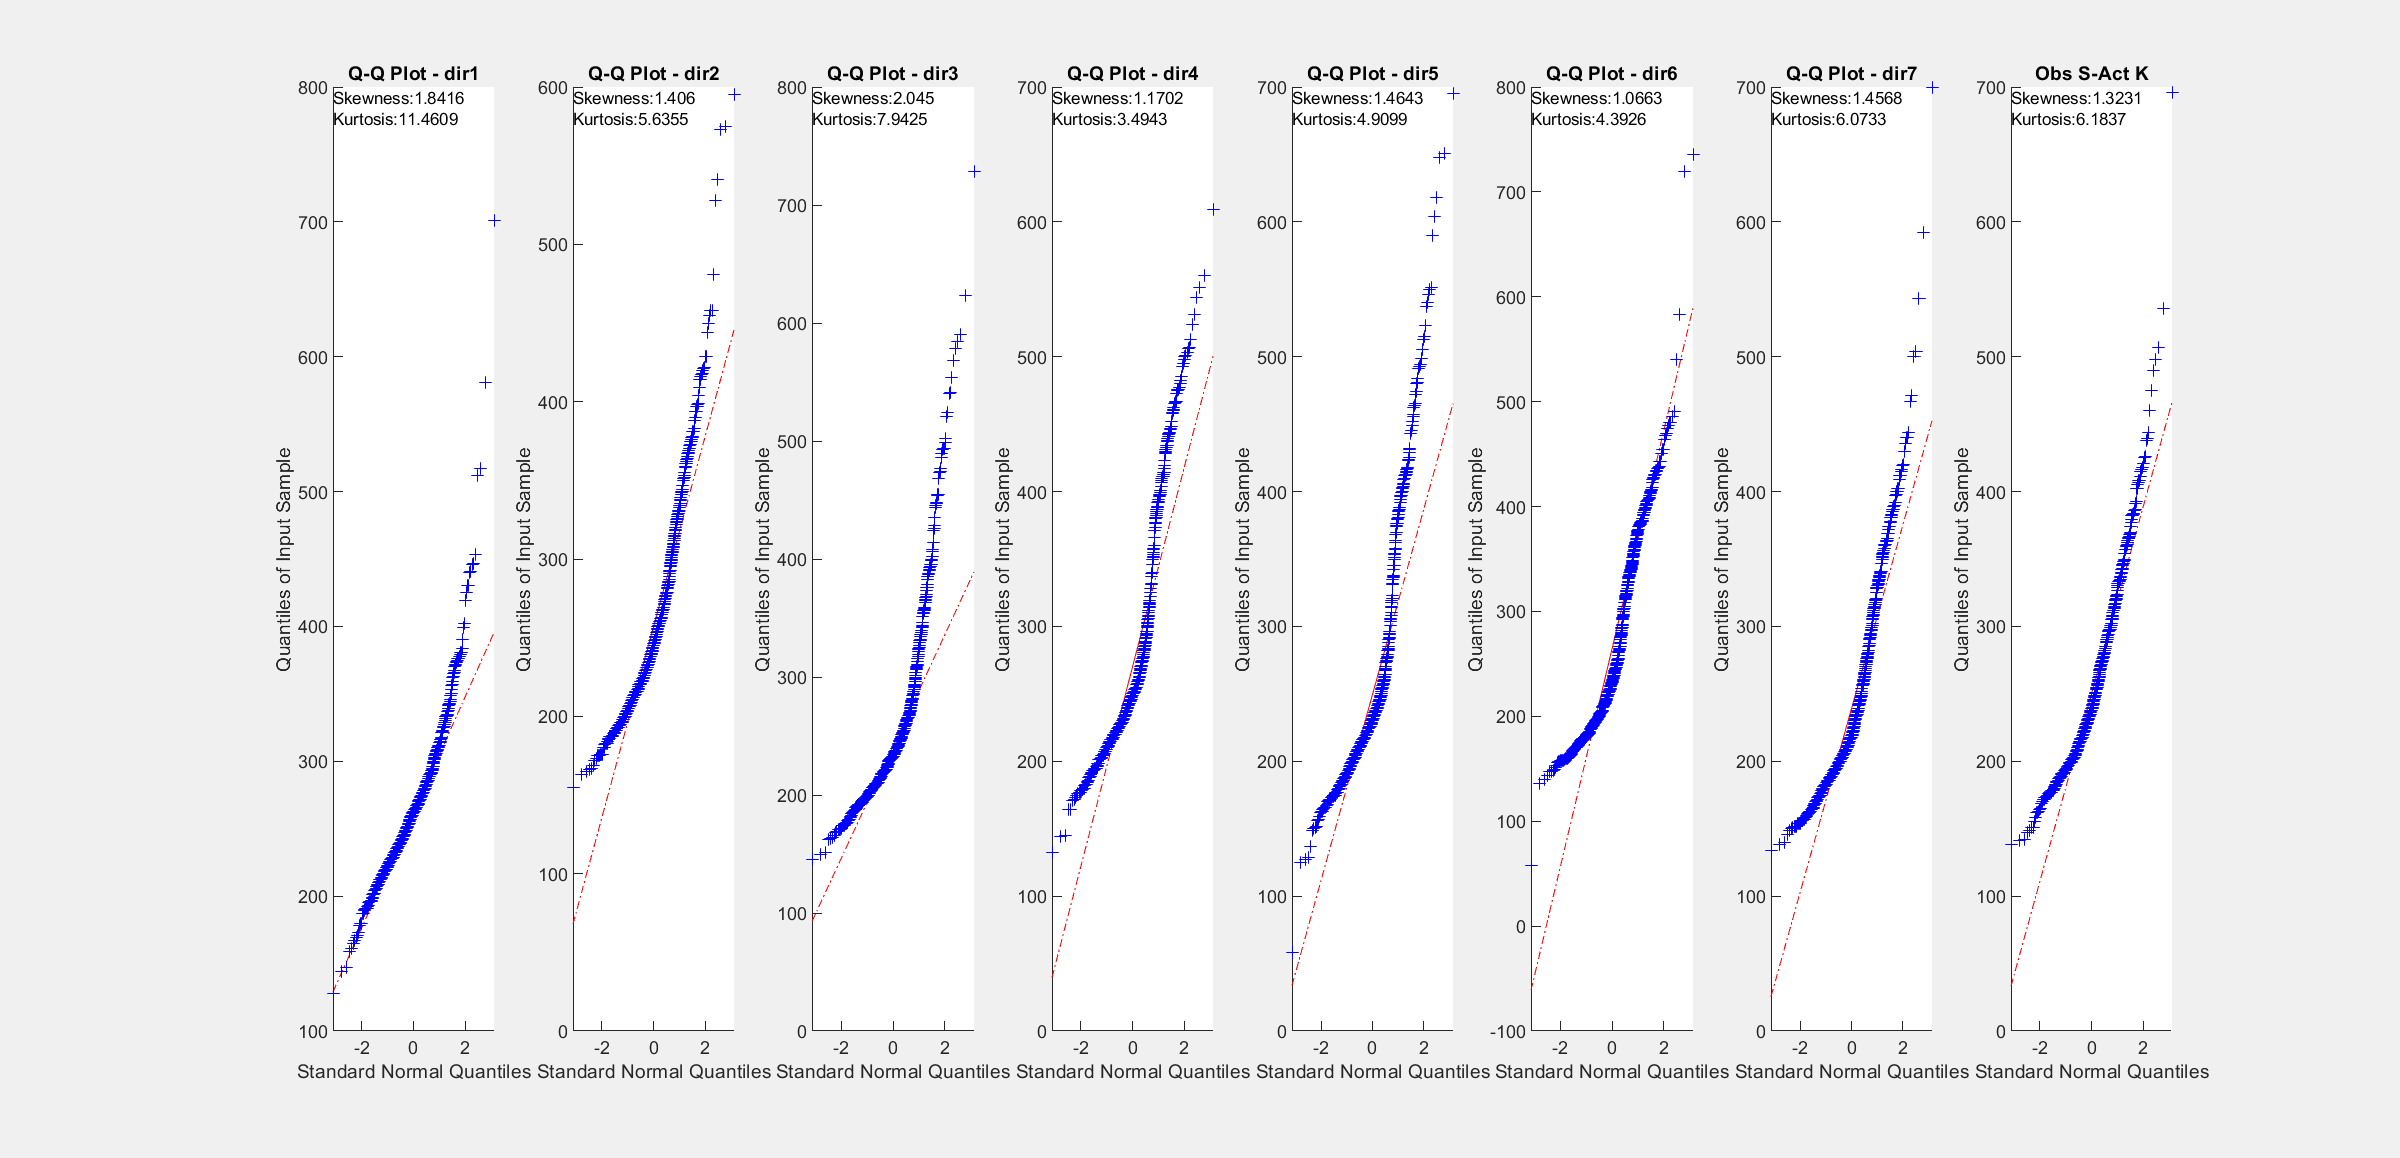 Q-Q Plot - dir1
Skewness:1.8416
Kurtosis:11.4609
800
700
600
500
400
300
200
100
-2 0 2
Quantiles of Input Sample
Standard Normal Quantiles
Q-Q Plot - dir2
Skewness:1.406
Kurtosis:5.6355
600
500
400
300
200
100
0
-2 0 2
Quantiles of Input Sample
Standard Normal Quantiles
Q-Q Plot - dir3
Skewness:2.045
Kurtosis:7.9425
800
700
600
500
400
300
200
100
0
-2 0 2
Quantiles of Input Sample
Standard Normal Quantiles
Q-Q Plot - dir4
Skewness:1.1702
Kurtosis:3.4943
700
600
500
400
300
200
100
0
-2 0 2
Quantiles of Input Sample
Standard Normal Quantiles
Q-Q Plot - dir5
Skewness:1.4643
Kurtosis:4.9099
700
600
500
400
300
200
100
0
-2 0 2
Quantiles of Input Sample
Standard Normal Quantiles
Q-Q Plot - dir6
Skewness:1.0663
Kurtosis:4.3926
800
700
600
500
400
300
200
100
0
-100
-2 0 2
Quantiles of Input Sample
Standard Normal Quantiles
Q-Q Plot - dir7
Skewness:1.4568
Kurtosis:6.0733
700
600
500
400
300
200
100
0
-2 0 2
Quantiles of Input Sample
Standard Normal Quantiles
Obs S-Act K
Skewness:1.3231
Kurtosis:6.1837
700
600
500
400
300
200
100
0
-2 0 2
Quantiles of Input Sample
Standard Normal Quantiles